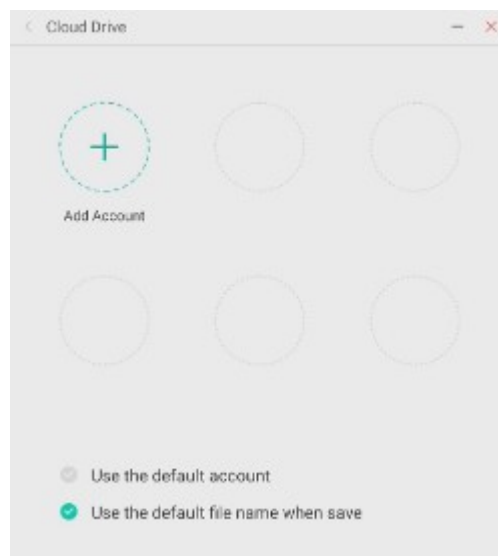 Cloud Drive
Add Account
Use the default account
Use the default file name when save